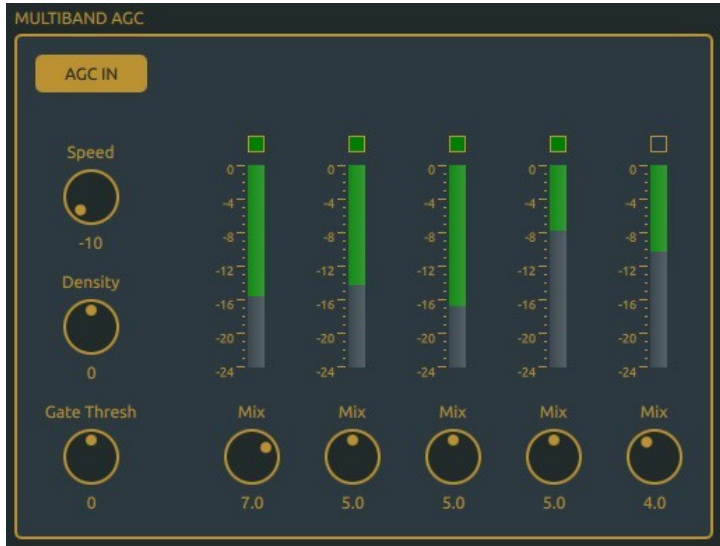 MULTIBAND AGC
AGC IN
Speed
-10
Density
0
Gate Thresh
0
0 0 0 0 0
-4 -4 -4 -4 -4
-8 -8 -8 -8 -8
-12 -12 -12 -12 -12
-16 -16 -16 -16 -16
-20 -20 -20 -20 -20
-24 -24 -24 -24 -24
Mix Mix Mix Mix Mix
7.0 5.0 5.0 5.0 4.0